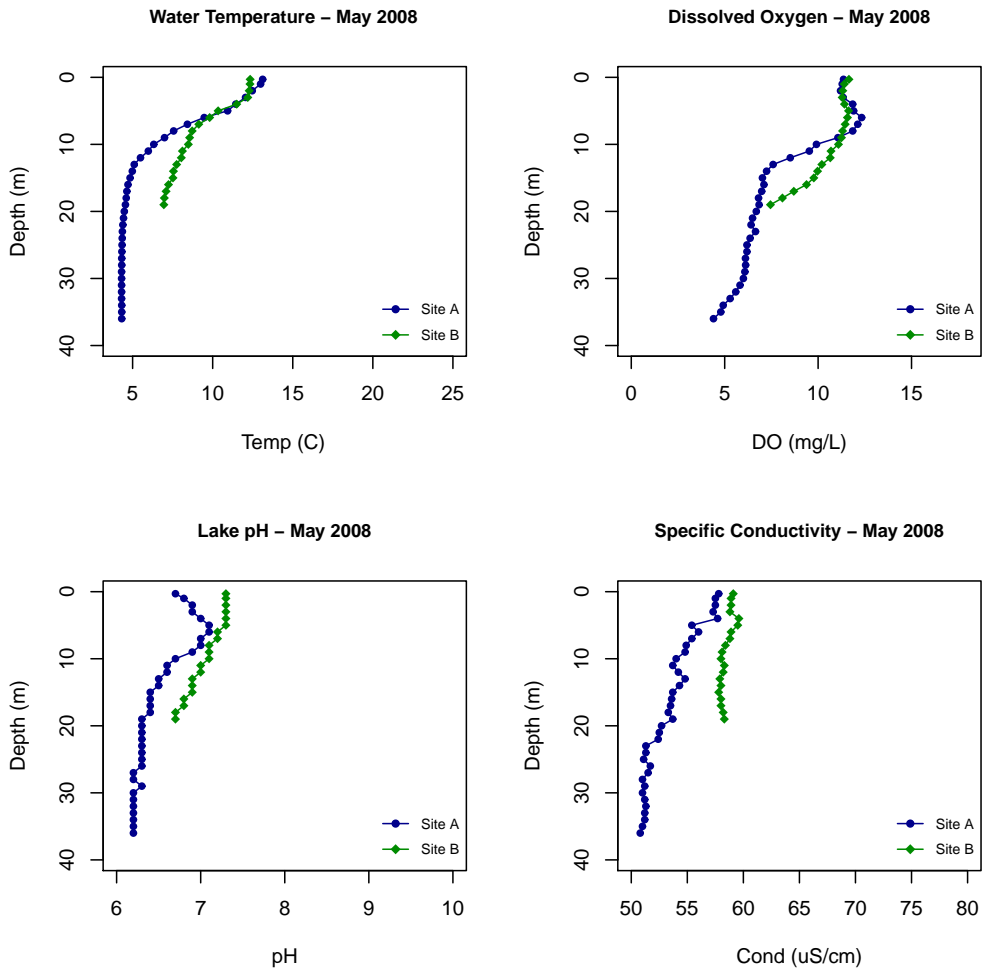 Water Temperature – May 2008
0
10
20
30
40
Depth (m)
Site A
Site B
5 10 15 20 25
Temp (C)
Dissolved Oxygen – May 2008
0
10
20
30
40
Depth (m)
Site A
Site B
0 5 10 15
DO (mg/L)
Lake pH – May 2008
0
10
20
30
40
Depth (m)
Site A
Site B
6 7 8 9 10
pH
Specific Conductivity – May 2008
0
10
20
30
40
Depth (m)
Site A
Site B
50 55 60 65 70 75 80
Cond (uS/cm)